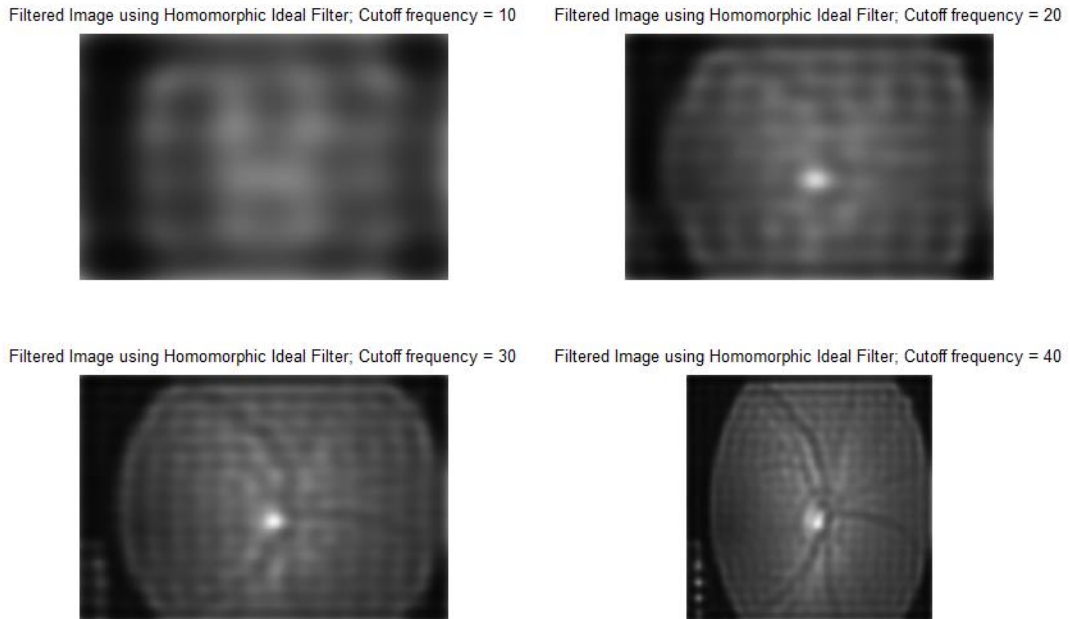 Filtered Image using Homomorphic Ideal Filter; Cutoff frequency = 10
Filtered Image using Homomorphic Ideal Filter; Cutoff frequency = 20
Filtered Image using Homomorphic Ideal Filter; Cutoff frequency = 30
Filtered Image using Homomorphic Ideal Filter; Cutoff frequency = 40